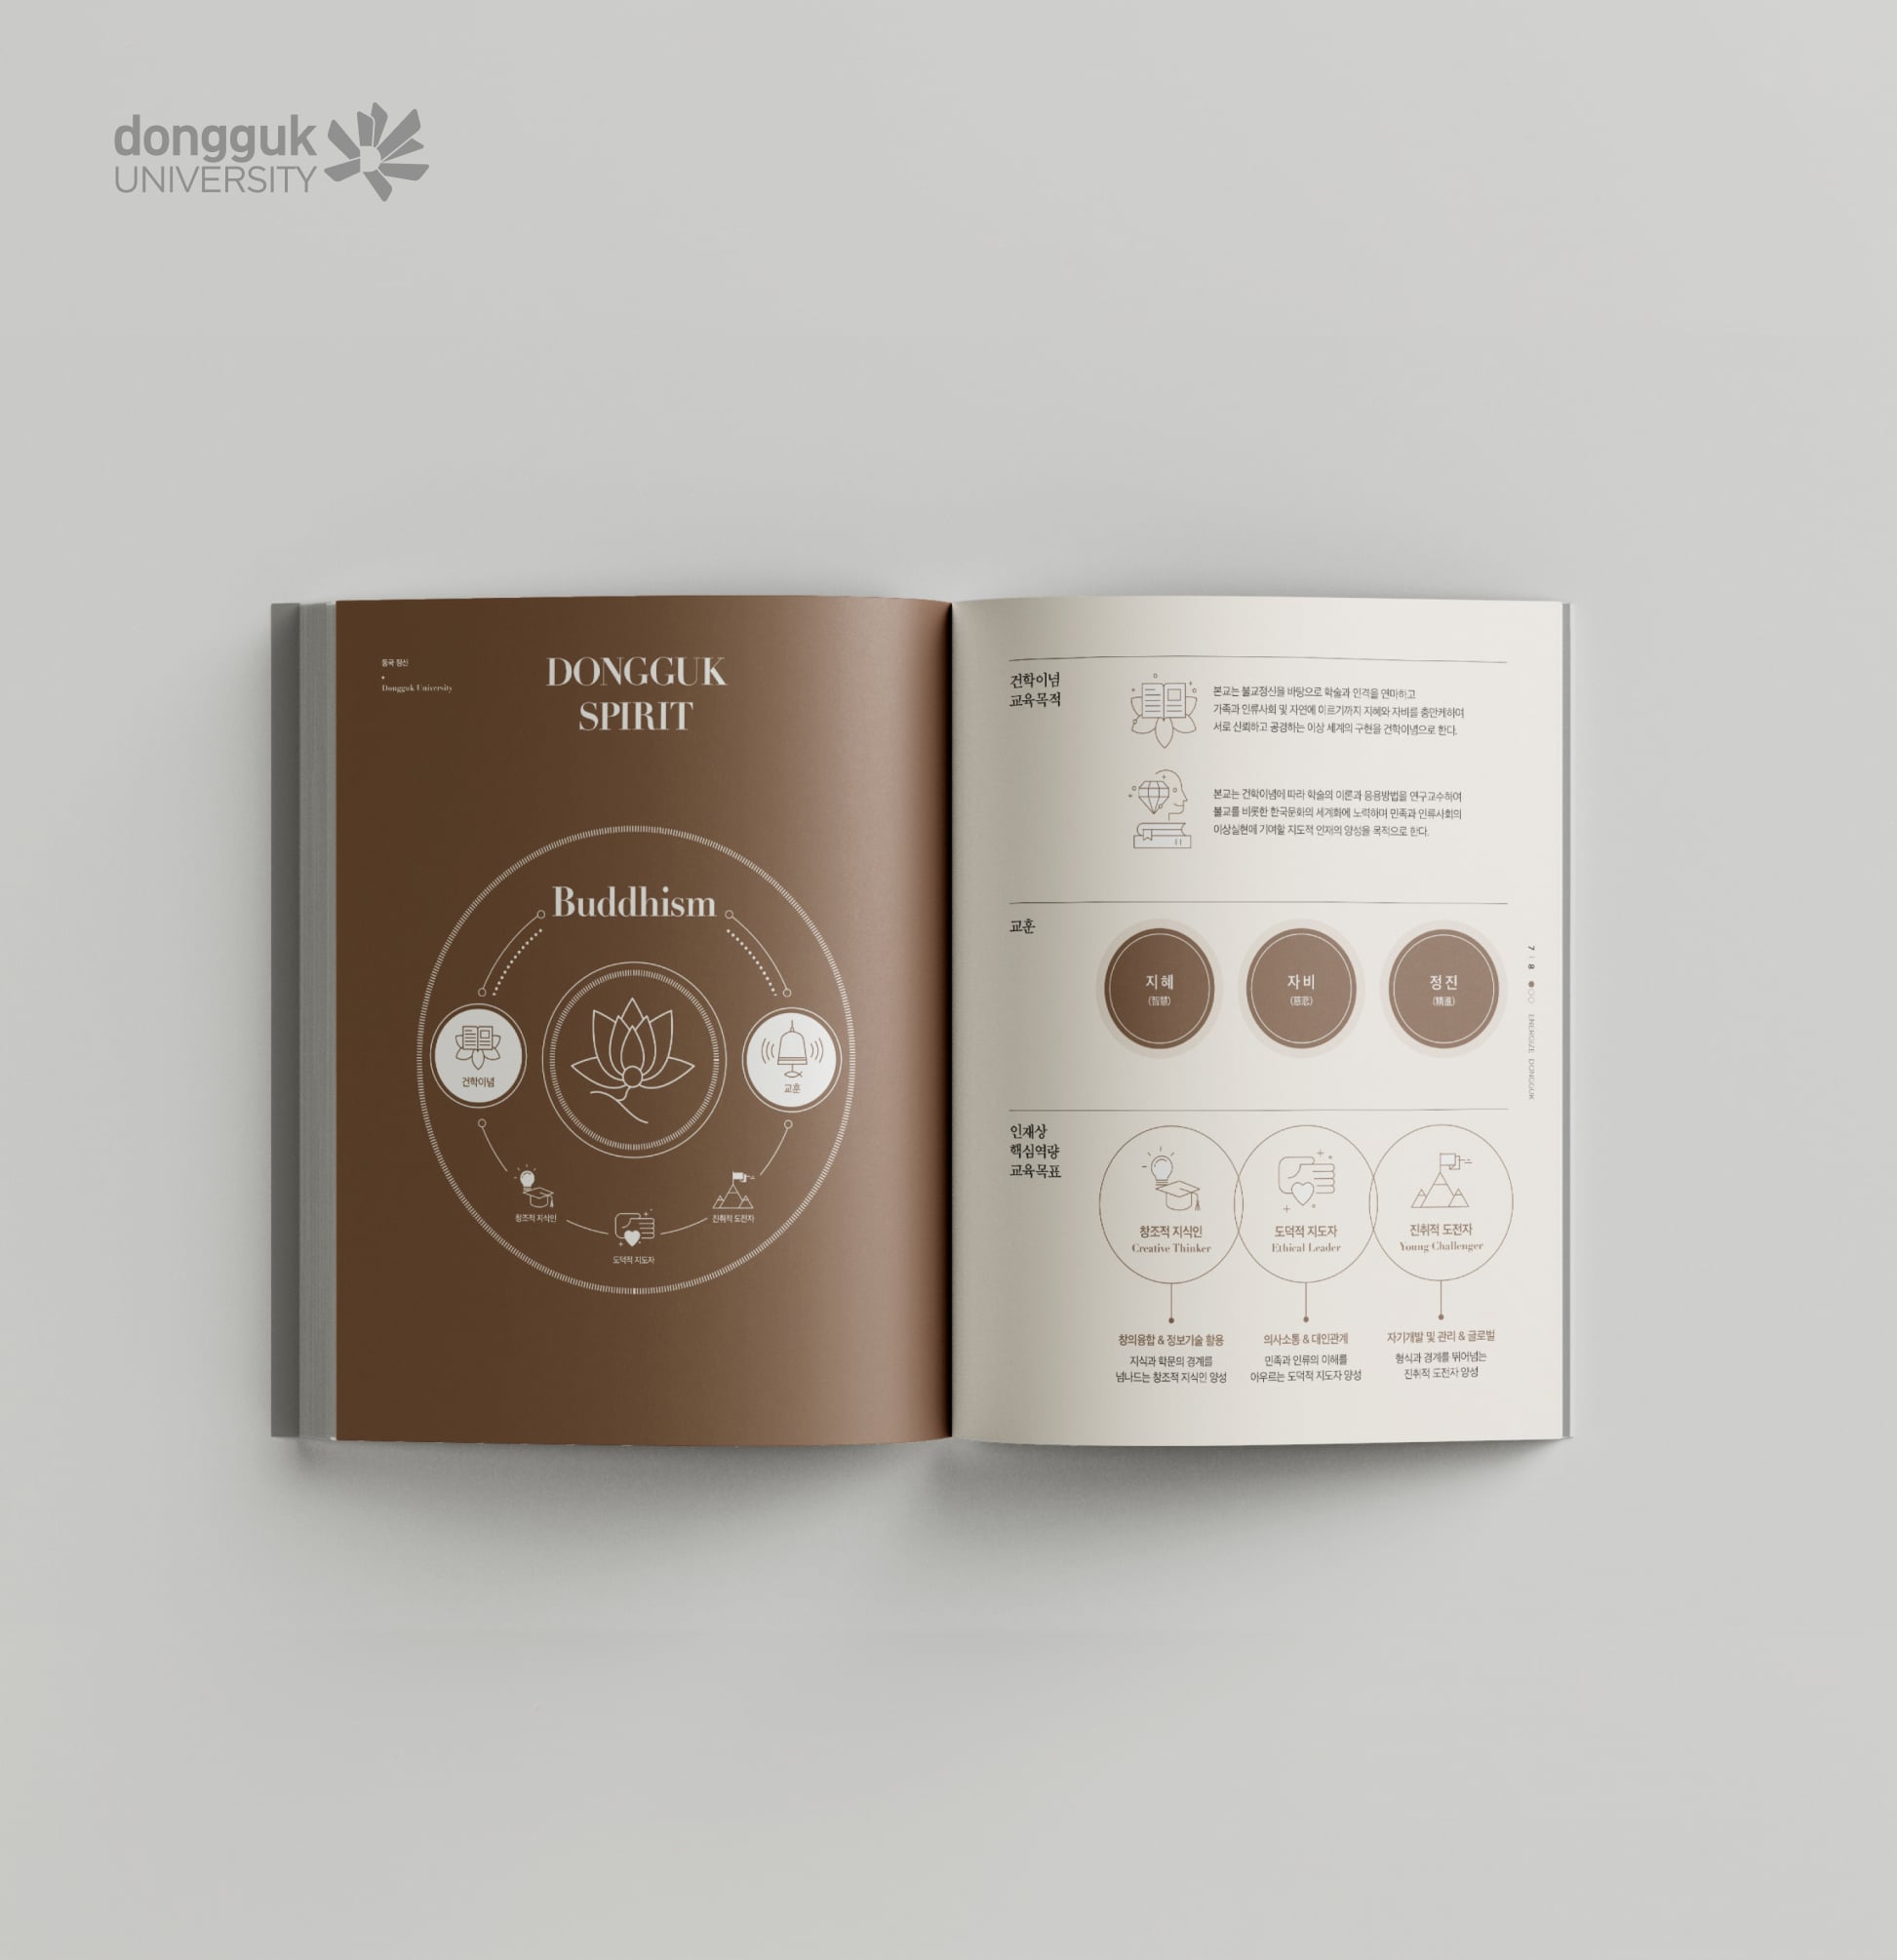 dongguk
UNIVERSITY
동국 정신
Dongguk University
DONGGUK
SPIRIT
Buddhism
건학이념
교훈
창조적 지식인
도덕적 지도자
진취적 도전자
건학이념
교육목적
본교는 불교정신을 바탕으로 학술과 인격을 연마하고
가족과 인류사회 및 자연에 이르기까지 지혜와 자비를 충만케하여
서로 신뢰하고 공경하는 이상 세계의 구현을 건학이념으로 한다.
본교는 건학이념에 따라 학술의 이론과 응용방법을 연구교수하여
불교를 비롯한 한국문화의 세계화에 노력하며 민족과 인류사회의
이상실현에 기여할 지도적 인재의 양성을 목적으로 한다.
교훈
지혜
(智慧)
자비
(慈悲)
정진
(精進)
7 | 8 ENERGIZE DONGGUK
인재상
핵심역량
교육목표
창조적 지식인
Creative Thinker
도덕적 지도자
Ethical Leader
진취적 도전자
Young Challenger
창의융합 & 정보기술 활용
지식과 학문의 경계를
넘나드는 창조적 지식인 양성
의사소통 & 대인관계
민족과 인류의 이해를
아우르는 도덕적 지도자 양성
자기개발 및 관리 & 글로벌
형식과 경계를 뛰어넘는
진취적 도전자 양성